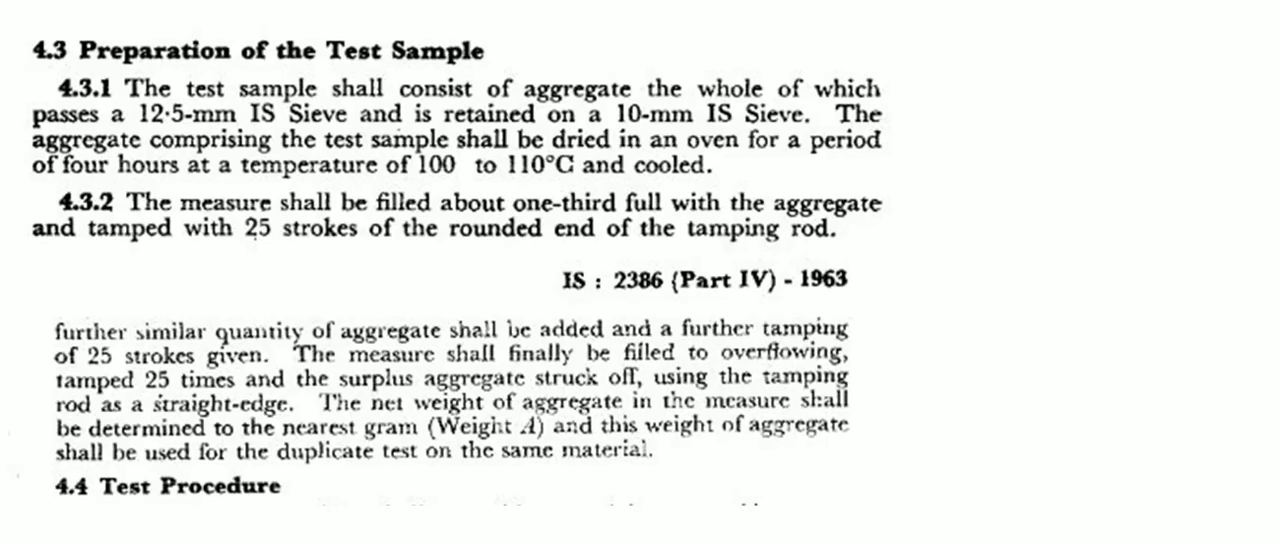 4.3 Preparation of the Test Sample
4.3.1 The test sample shall consist of aggregate the whole of which
passes a 12·5-mm IS Sieve and is retained on a 10-mm IS Sieve. The
aggregate comprising the test sample shall be dried in an oven for a period
of four hours at a temperature of 100 to 110°C and cooled.
4.3.2 The measure shall be filled about one-third full with the aggregate
and tamped with 25 strokes of the rounded end of the tamping rod.
IS : 2386 (Part IV) - 1963
further similar quantity of aggregate shall be added and a further tamping
of 25 strokes given. The measure shall finally be filled to overflowing,
tamped 25 times and the surplus aggregate struck off, using the tamping
rod as a straight-edge. The net weight of aggregate in the measure shall
be determined to the nearest gram (Weight A) and this weight of aggregate
shall be used for the duplicate test on the same material.
4.4 Test Procedure